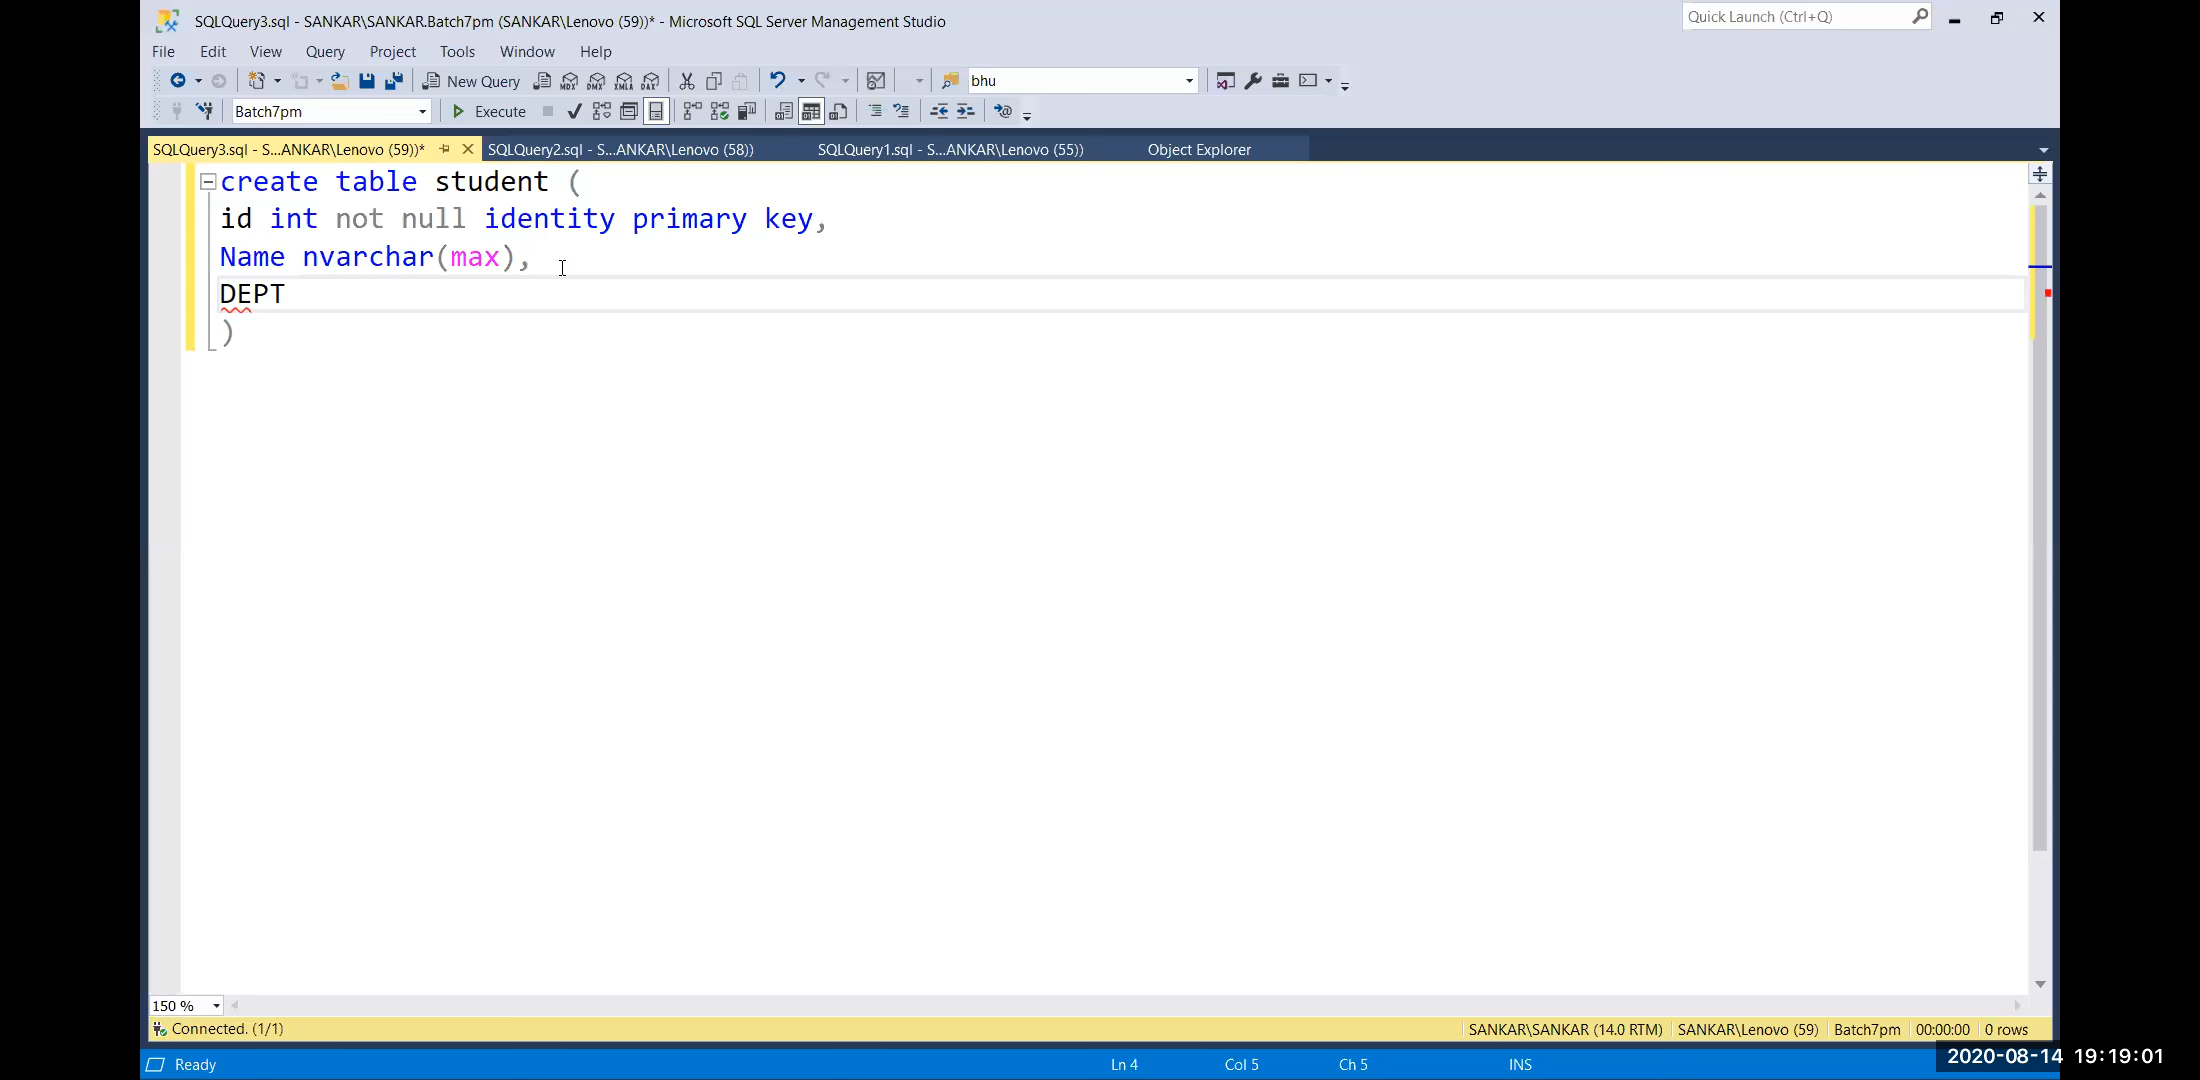 SQLQuery3.sql - SANKAR\SANKAR.Batch7pm (SANKAR\Lenovo (59))* - Microsoft SQL Server Management Studio
Quick Launch (Ctrl+Q)
File Edit View Query Project Tools Window Help
New Query MDX DMX XMLA DAX bhu
Batch7pm Execute
SQLQuery3.sql - S...ANKAR\Lenovo (59))* SQLQuery2.sql - S...ANKAR\Lenovo (58)) SQLQuery1.sql - S...ANKAR\Lenovo (55)) Object Explorer
create table student (
id int not null identity primary key,
Name nvarchar(max),
DEPT
)
150 %
Connected. (1/1) SANKAR\SANKAR (14.0 RTM) SANKAR\Lenovo (59) Batch7pm 00:00:00 0 rows
Ready Ln 4 Col 5 Ch 5 INS
2020-08-14 19:19:01